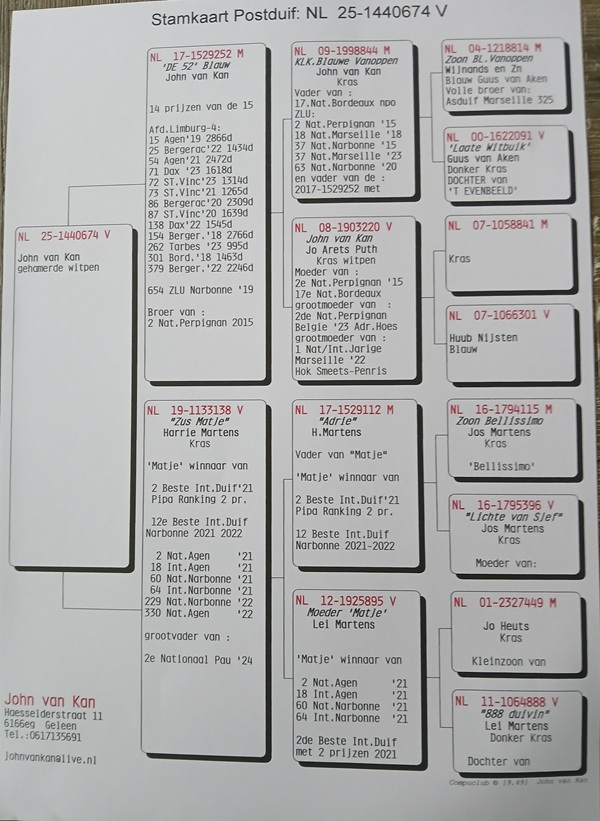 Stamkaart Postduif: NL 25-1440674 V
NL 25-1440674 V
John van Kan
gehamerde witpen
NL 17-1529252 M
'DE 52' Blauw
John van Kan
14 prijzen van de 15
Afd.Limburg-4:
15 Agen'19 2866d
25 Bergerac'22 1434d
54 Agen'21 2472d
71 Dax '23 1618d
72 ST.Vinc'23 1314d
73 ST.Vinc'21 1265d
86 Bergerac'20 2309d
87 ST.Vinc'20 1639d
138 Dax'22 1545d
154 Berger.'18 2766d
262 Tarbes '23 995d
301 Bord.'18 1463d
379 Berger.'22 2246d
654 ZLU Narbonne '19
Broer van :
2 Nat.Perpignan 2015
NL 19-1133138 V
"Zus Matje"
Harrie Martens
Kras
'Matje' winnaar van
2 Beste Int.Duif'21
Pipa Ranking 2 pr.
12e Beste Int.Duif
Narbonne 2021 2022
2 Nat.Agen '21
18 Int.Agen '21
60 Nat.Narbonne '21
64 Int.Narbonne '21
229 Nat.Narbonne '22
330 Nat.Agen '22
grootvader van :
2e Nationaal Pau '24
NL 09-1998844 M
KLK.Blauwe Vanoppen
John van Kan
Kras
Vader van :
17.Nat.Bordeaux npo
ZLU:
2 Nat.Perpignan '15
18 Nat.Marseille '18
37 Nat.Narbonne '15
37 Nat.Marseille '23
63 Nat.Narbonne '20
en vader van de :
2017-1529252 met
NL 08-1903220 V
John van Kan
Jo Arets Puth
Kras witpen
Moeder van :
2e Nat.Perpignan '15
17e Nat.Bordeaux
grootmoeder van :
2de Nat.Perpignan
Belgie '23 Adr.Hoes
grootmoeder van :
1 Nat/Int.Jarige
Marseille '22
Hok Smeets-Penris
NL 17-1529112 M
"Adrie"
H.Martens
Vader van "Matje"
'Matje' winnaar van
2 Beste Int.Duif'21
Pipa Ranking 2 pr.
12 Beste Int.Duif
Narbonne 2021-2022
NL 12-1925895 V
Moeder 'Matje'
Lei Martens
'Matje' winnaar van
2 Nat.Agen '21
18 Int.Agen '21
60 Nat.Narbonne '21
64 Int.Narbonne '21
2de Beste Int.Duif
met 2 prijzen 2021
NL 04-1218814 M
Zoon BL.Vanoppen
Wijnands en Zn
Blauw Guus van Aken
Volle broer van:
Asduif Marseille 325
NL 00-1622091 V
'Laate Witbuik'
Guus van Aken
Donker Kras
DOCHTER van
'T EVENBEELD'
NL 07-1058841 M
Kras
NL 07-1066301 V
Huub Nijsten
Blauw
NL 16-1794115 M
Zoon Bellissimo
Jos Martens
Kras
'Bellissimo'
NL 16-1795396 V
"Lichte van Sjef"
Jos Martens
Kras
Moeder van:
NL 01-2327449 M
Jo Heuts
Kras
Kleinzoon van
NL 11-1064888 V
"888 duivin"
Lei Martens
Donker Kras
Dochter van
John van Kan
Haesselderstraat 11
6166eg Geleen
Tel.:0617135691
johnvankan@live.nl
Compuclub © [9.49] John van Kan